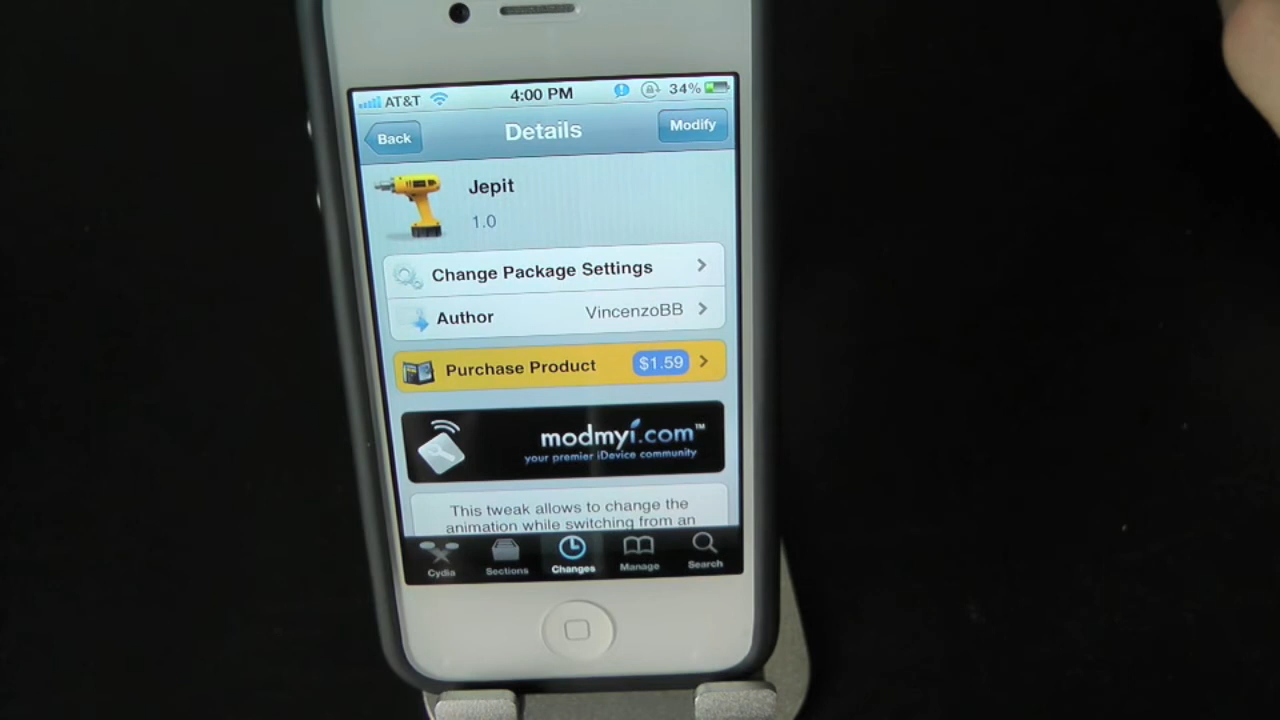 AT&T 4:00 PM 34%
Back Details Modify
Jepit
1.0
Change Package Settings
Author VincenzoBB
Purchase Product $1.59
modmyi.com™
your premier iDevice community
This tweak allows to change the
animation while switching from an
Cydia Sections Changes Manage Search